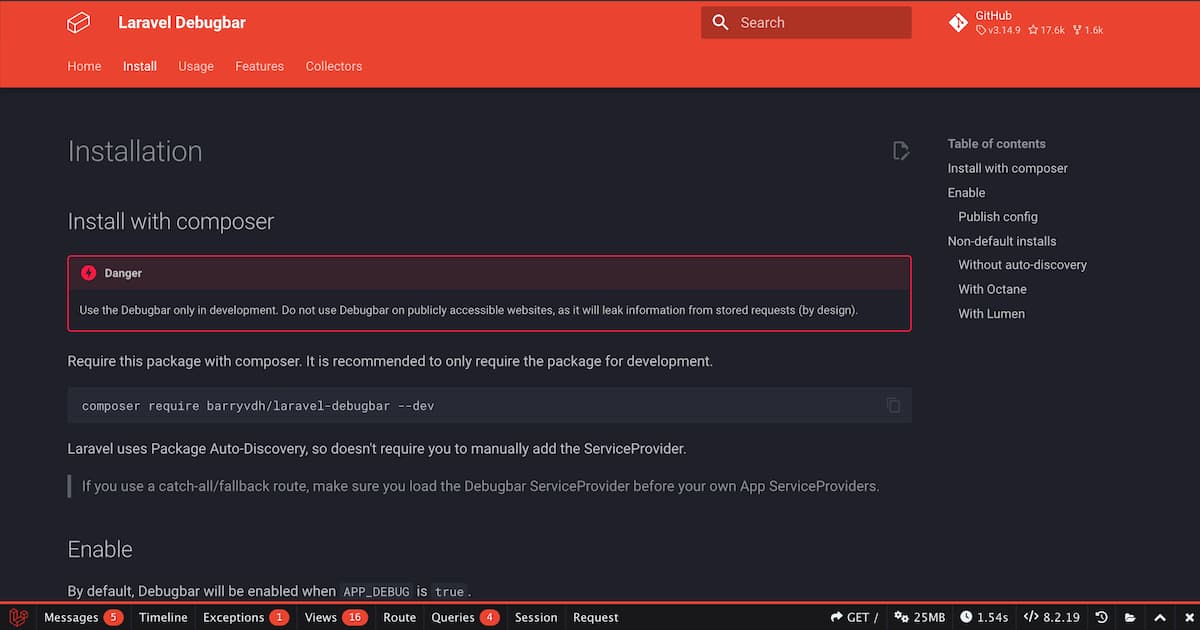 Laravel Debugbar
Search
GitHub
v3.14.9 17.6k 1.6k
Home Install Usage Features Collectors
Installation
Install with composer
Danger
Use the Debugbar only in development. Do not use Debugbar on publicly accessible websites, as it will leak information from stored requests (by design).
Require this package with composer. It is recommended to only require the package for development.
composer require barryvdh/laravel-debugbar --dev
Laravel uses Package Auto-Discovery, so doesn't require you to manually add the ServiceProvider.
If you use a catch-all/fallback route, make sure you load the Debugbar ServiceProvider before your own App ServiceProviders.
Enable
By default, Debugbar will be enabled when APP_DEBUG is true.
Table of contents
Install with composer
Enable
Publish config
Non-default installs
Without auto-discovery
With Octane
With Lumen
Messages 5 Timeline Exceptions 1 Views 16 Route Queries 4 Session Request GET / 25MB 1.54s 8.2.19